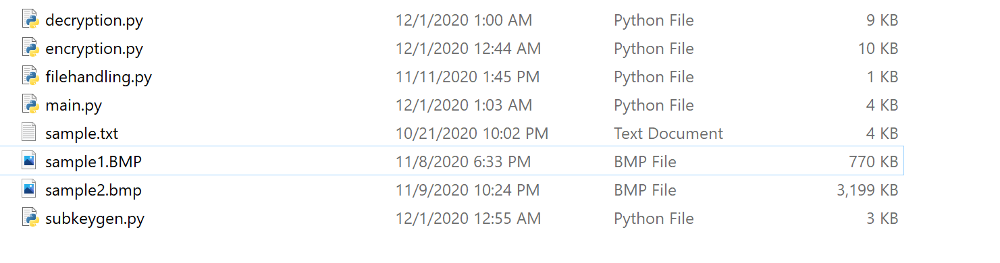 decryption.py 12/1/2020 1:00 AM Python File 9 KB
encryption.py 12/1/2020 12:44 AM Python File 10 KB
filehandling.py 11/11/2020 1:45 PM Python File 1 KB
main.py 12/1/2020 1:03 AM Python File 4 KB
sample.txt 10/21/2020 10:02 PM Text Document 4 KB
sample1.BMP 11/8/2020 6:33 PM BMP File 770 KB
sample2.bmp 11/9/2020 10:24 PM BMP File 3,199 KB
subkeygen.py 12/1/2020 12:55 AM Python File 3 KB